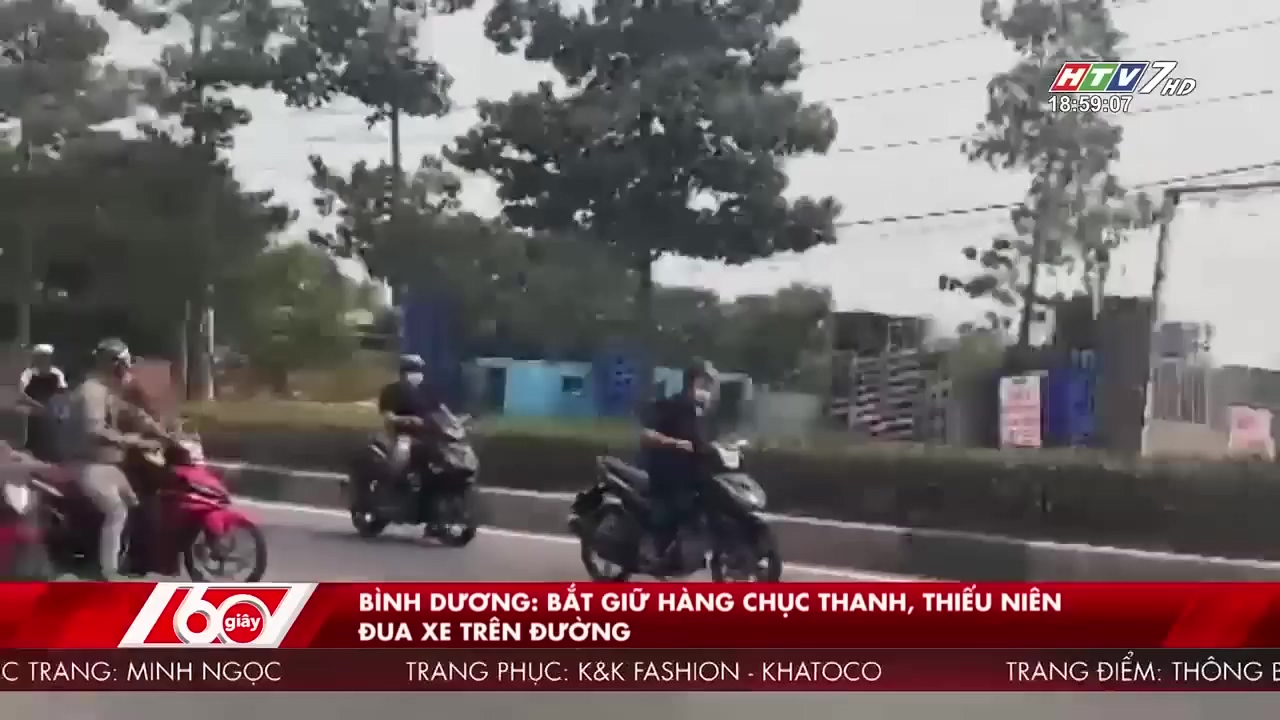 HTV7 HD
18:59:07
60 giây
BÌNH DƯƠNG: BẮT GIỮ HÀNG CHỤC THANH, THIẾU NIÊN
ĐUA XE TRÊN ĐƯỜNG
C TRANG: MINH NGỌC TRANG PHỤC: K&K FASHION - KHATOCO TRANG ĐIỂM: THÔNG